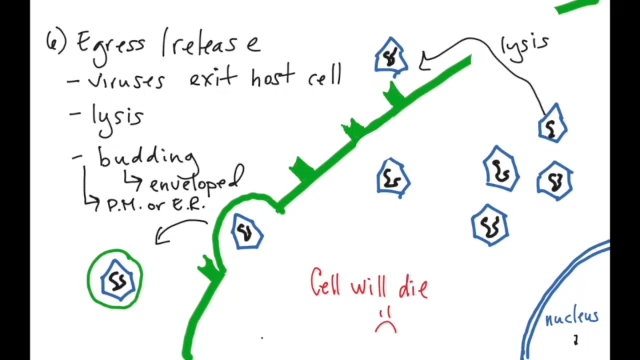 6) Egress/release
- viruses exit host cell
- lysis
- budding
↳ enveloped
↳ P.M. or E.R.
lysis
Cell will die
nucleus